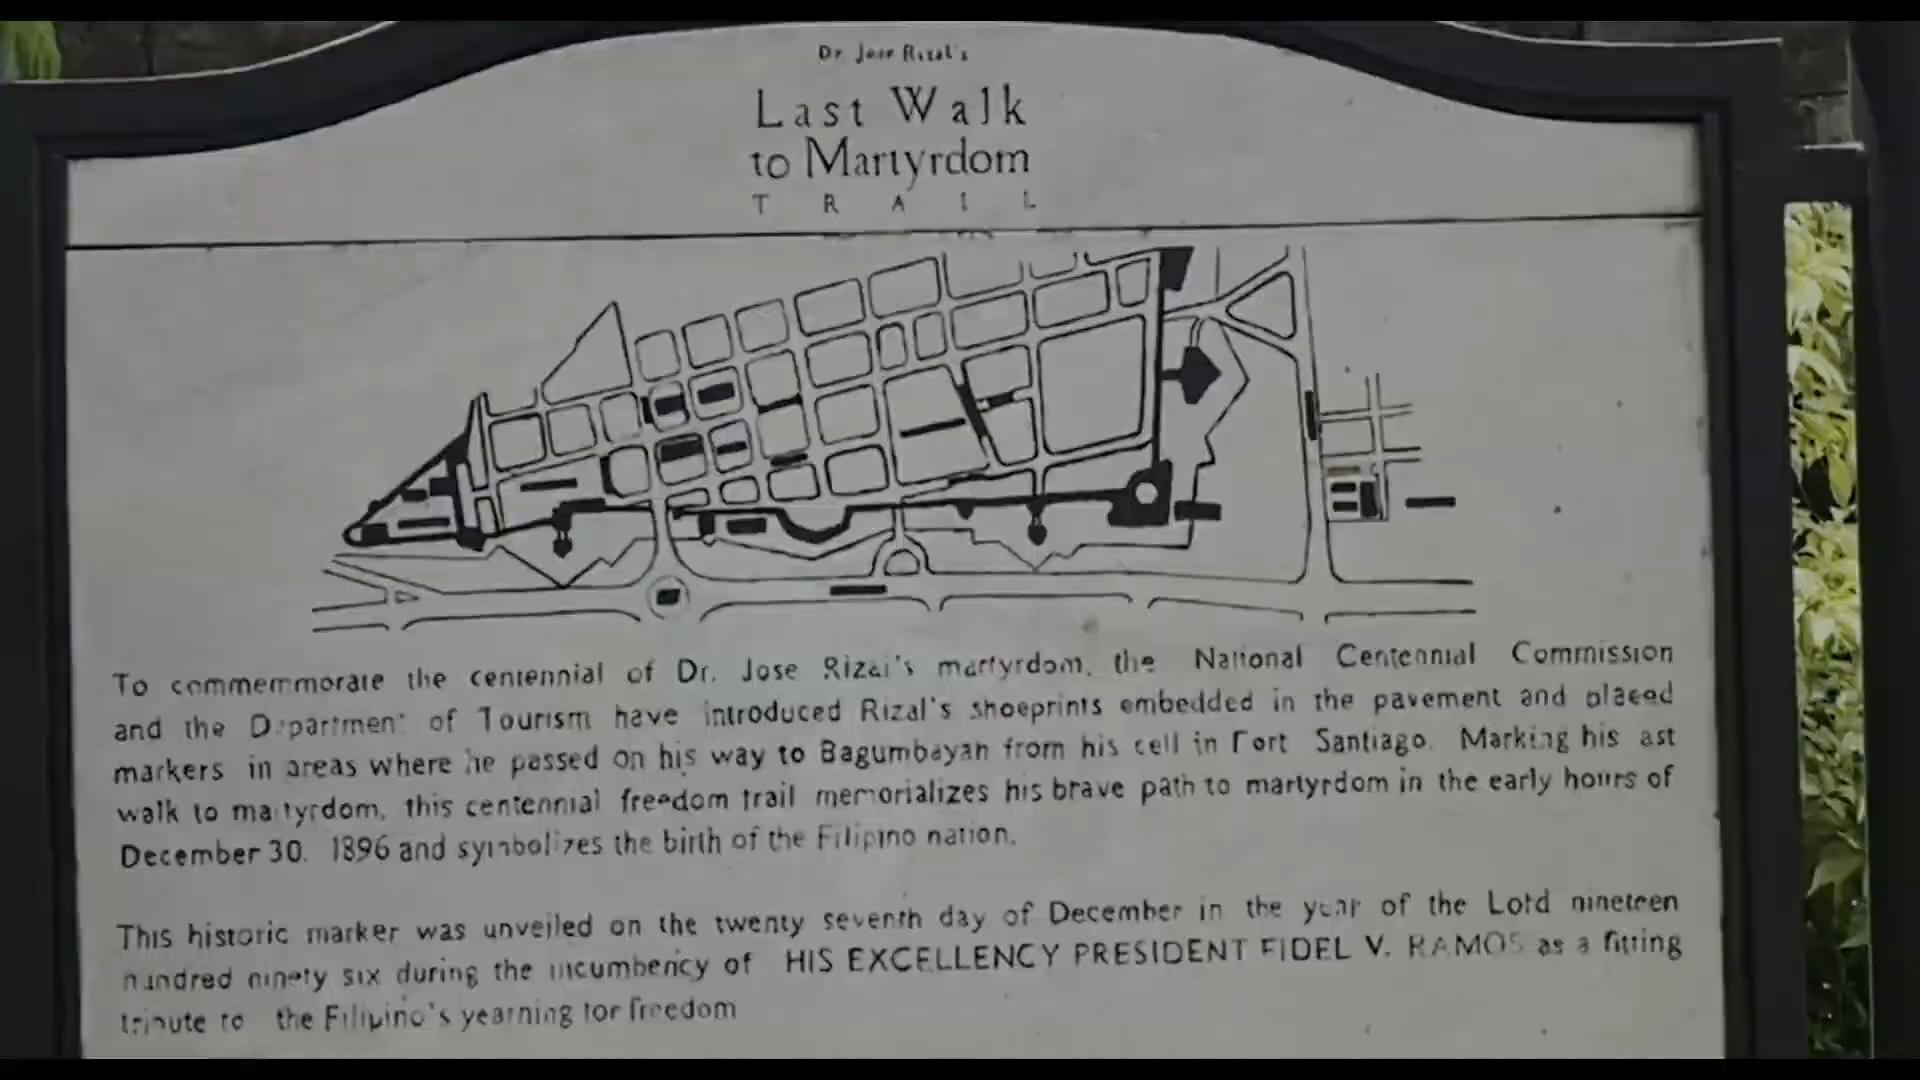 Dr. Jose Rizal's
Last Walk
to Martyrdom
TRAIL
To commemmorate the centennial of Dr. Jose Rizal's martyrdom, the National Centennial Commission
and the Department of Tourism have introduced Rizal's shoeprints embedded in the pavement and placed
markers in areas where he passed on his way to Bagumbayan from his cell in Fort Santiago. Marking his last
walk to martyrdom, this centennial freedom trail memorializes his brave path to martyrdom in the early hours of
December 30, 1896 and symbolizes the birth of the Filipino nation.
This historic marker was unveiled on the twenty seventh day of December in the year of the Lord nineteen
hundred ninety six during the incumbency of HIS EXCELLENCY PRESIDENT FIDEL V. RAMOS as a fitting
tribute to the Filipino's yearning for freedom